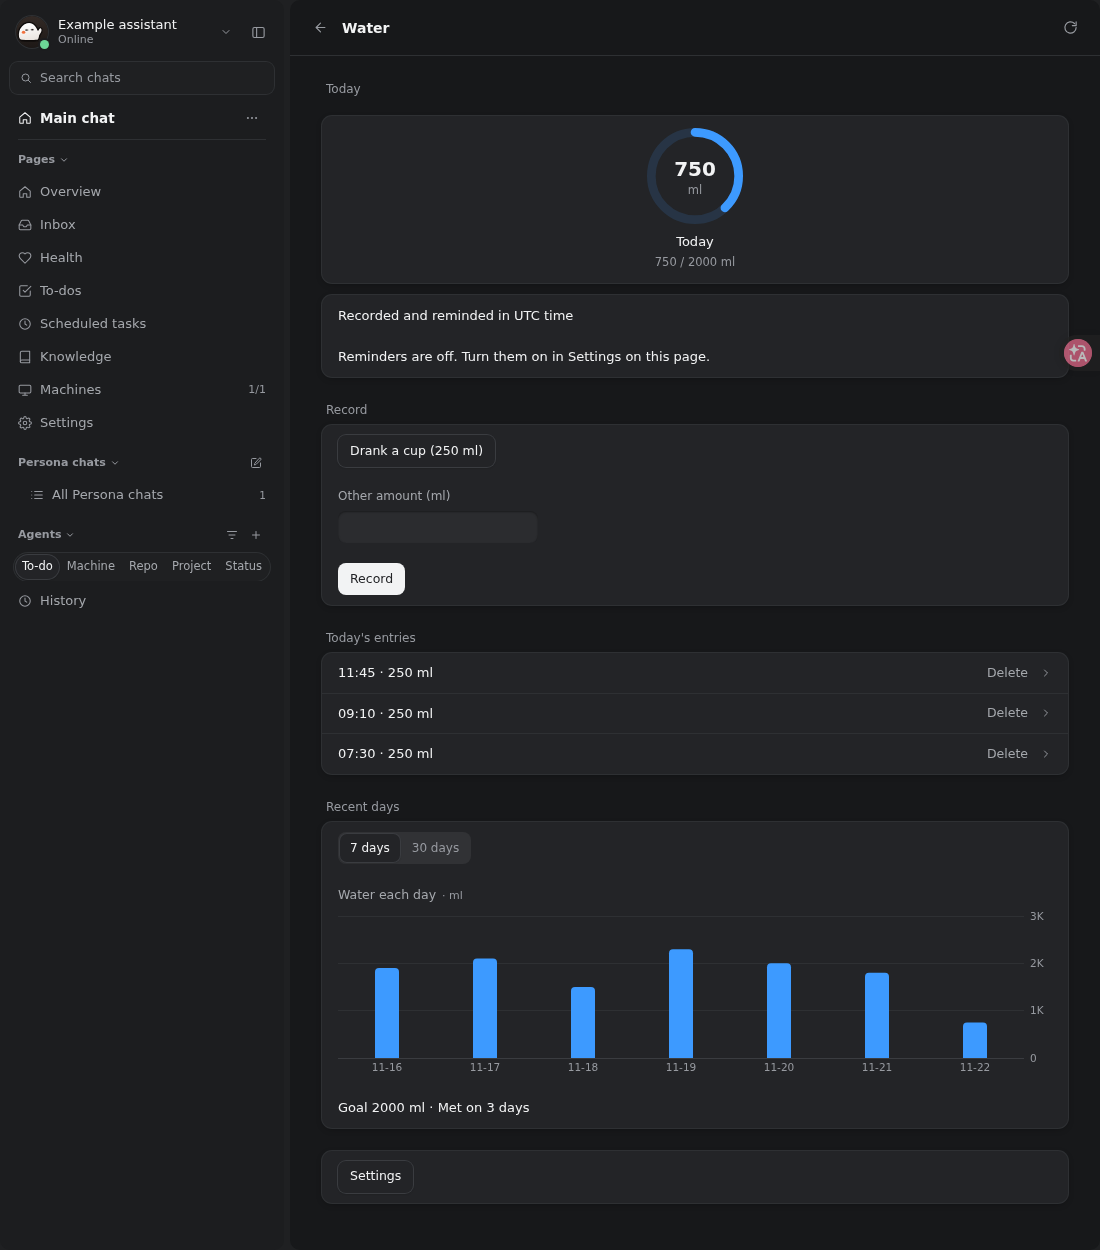 Example assistant
Online
Search chats
Main chat
Pages
Overview
Inbox
Health
To-dos
Scheduled tasks
Knowledge
Machines 1/1
Settings
Persona chats
All Persona chats 1
Agents
To-do Machine Repo Project Status
History
Water
Today
750
ml
Today
750 / 2000 ml
Recorded and reminded in UTC time
Reminders are off. Turn them on in Settings on this page.
Record
Drank a cup (250 ml)
Other amount (ml)
Record
Today's entries
11:45 · 250 ml Delete
09:10 · 250 ml Delete
07:30 · 250 ml Delete
Recent days
7 days 30 days
Water each day · ml
3K
2K
1K
0
11-16 11-17 11-18 11-19 11-20 11-21 11-22
Goal 2000 ml · Met on 3 days
Settings